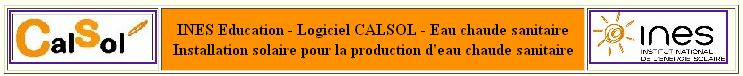 CalSol
INES Education - Logiciel CALSOL - Eau chaude sanitaire
Installation solaire pour la production d'eau chaude sanitaire
ines
INSTITUT NATIONAL
DE L'ENERGIE SOLAIRE